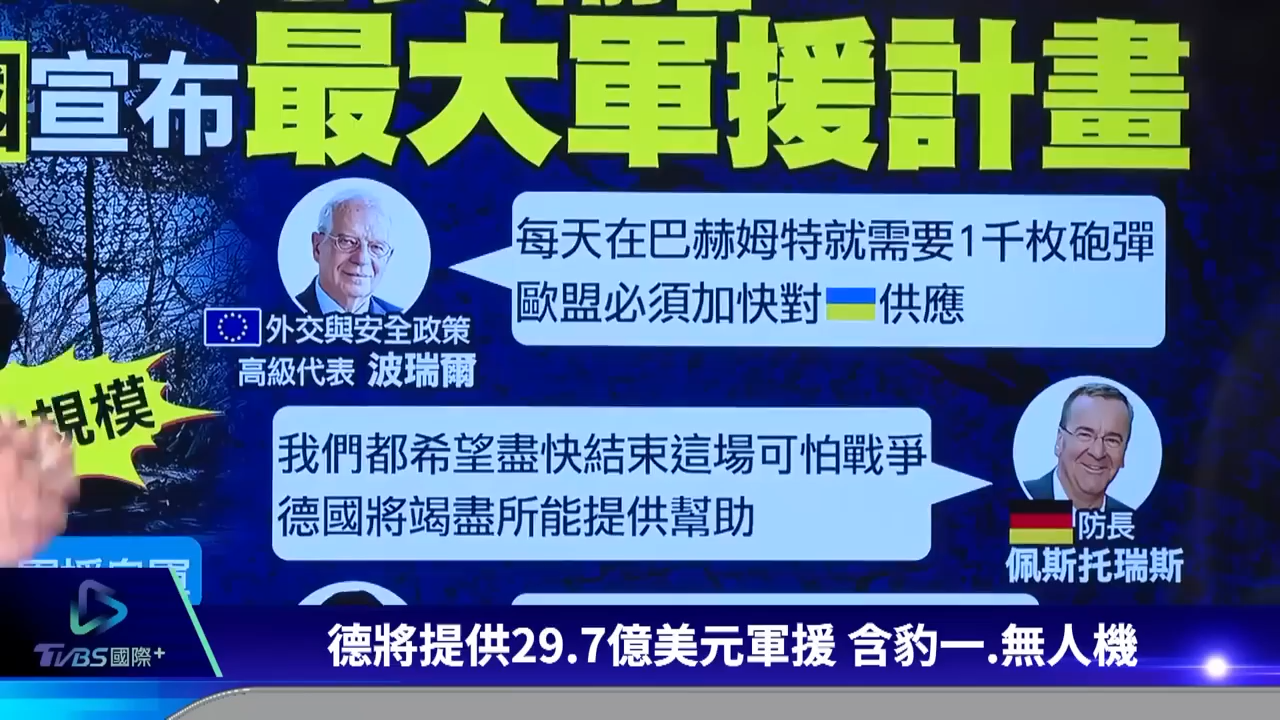 國宣布最大軍援計畫
每天在巴赫姆特就需要1千枚砲彈
歐盟必須加快對供應
外交與安全政策
高級代表 波瑞爾
規模
我們都希望盡快結束這場可怕戰爭
德國將竭盡所能提供幫助
防長
佩斯托瑞斯
TVBS國際+
德將提供29.7億美元軍援 含豹一.無人機